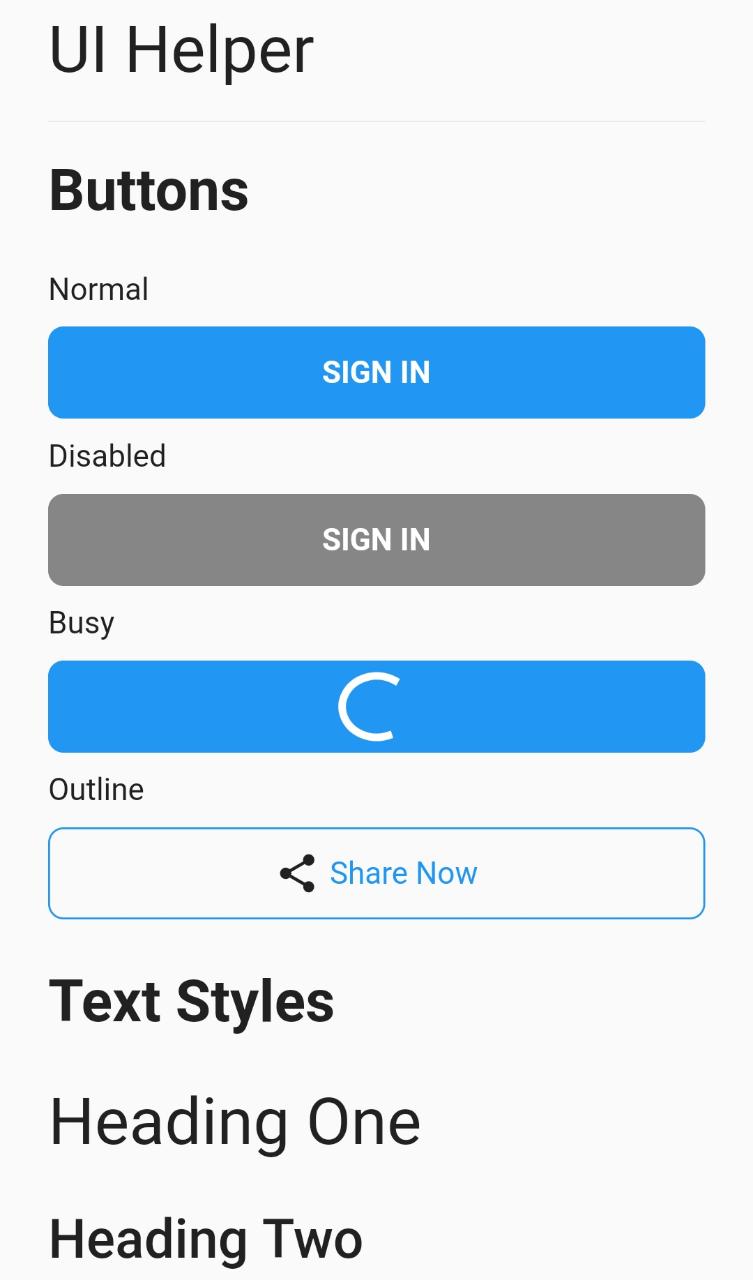 UI Helper
Buttons
Normal
SIGN IN
Disabled
SIGN IN
Busy
Outline
Share Now
Text Styles
Heading One
Heading Two